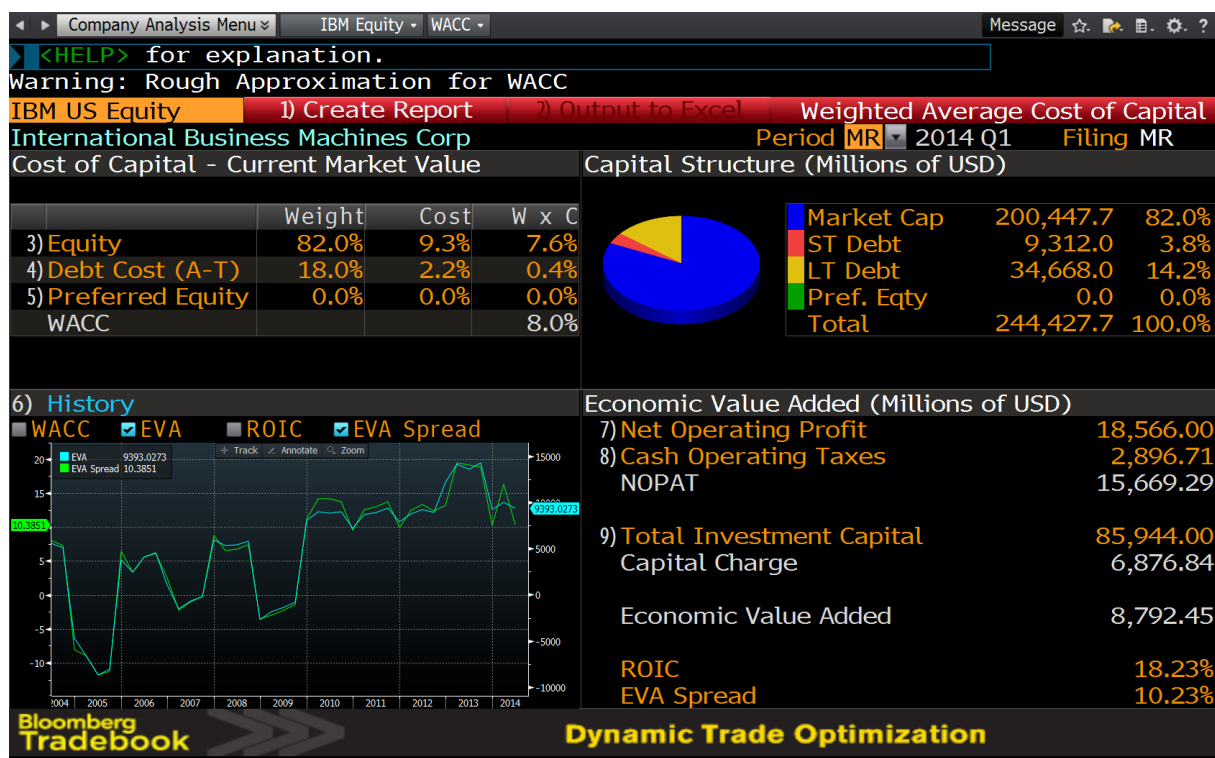 Company Analysis Menu IBM Equity WACC Message ?
<HELP> for explanation.
Warning: Rough Approximation for WACC
IBM US Equity 1) Create Report 2) Output to Excel Weighted Average Cost of Capital
International Business Machines Corp Period MR 2014 Q1 Filing MR
Cost of Capital - Current Market Value
Weight Cost W x C
3) Equity 82.0% 9.3% 7.6%
4) Debt Cost (A-T) 18.0% 2.2% 0.4%
5) Preferred Equity 0.0% 0.0% 0.0%
WACC 8.0%
Capital Structure (Millions of USD)
Market Cap 200,447.7 82.0%
ST Debt 9,312.0 3.8%
LT Debt 34,668.0 14.2%
Pref. Eqty 0.0 0.0%
Total 244,427.7 100.0%
6) History
WACC EVA ROIC EVA Spread
Track Annotate Zoom
EVA 9393.0273
EVA Spread 10.3851
20
15
10.3851
5
0
-5
-10
15000
9393.0273
5000
0
-5000
-10000
2004 2005 2006 2007 2008 2009 2010 2011 2012 2013 2014
Economic Value Added (Millions of USD)
7) Net Operating Profit 18,566.00
8) Cash Operating Taxes 2,896.71
NOPAT 15,669.29
9) Total Investment Capital 85,944.00
Capital Charge 6,876.84
Economic Value Added 8,792.45
ROIC 18.23%
EVA Spread 10.23%
Bloomberg
Tradebook
Dynamic Trade Optimization